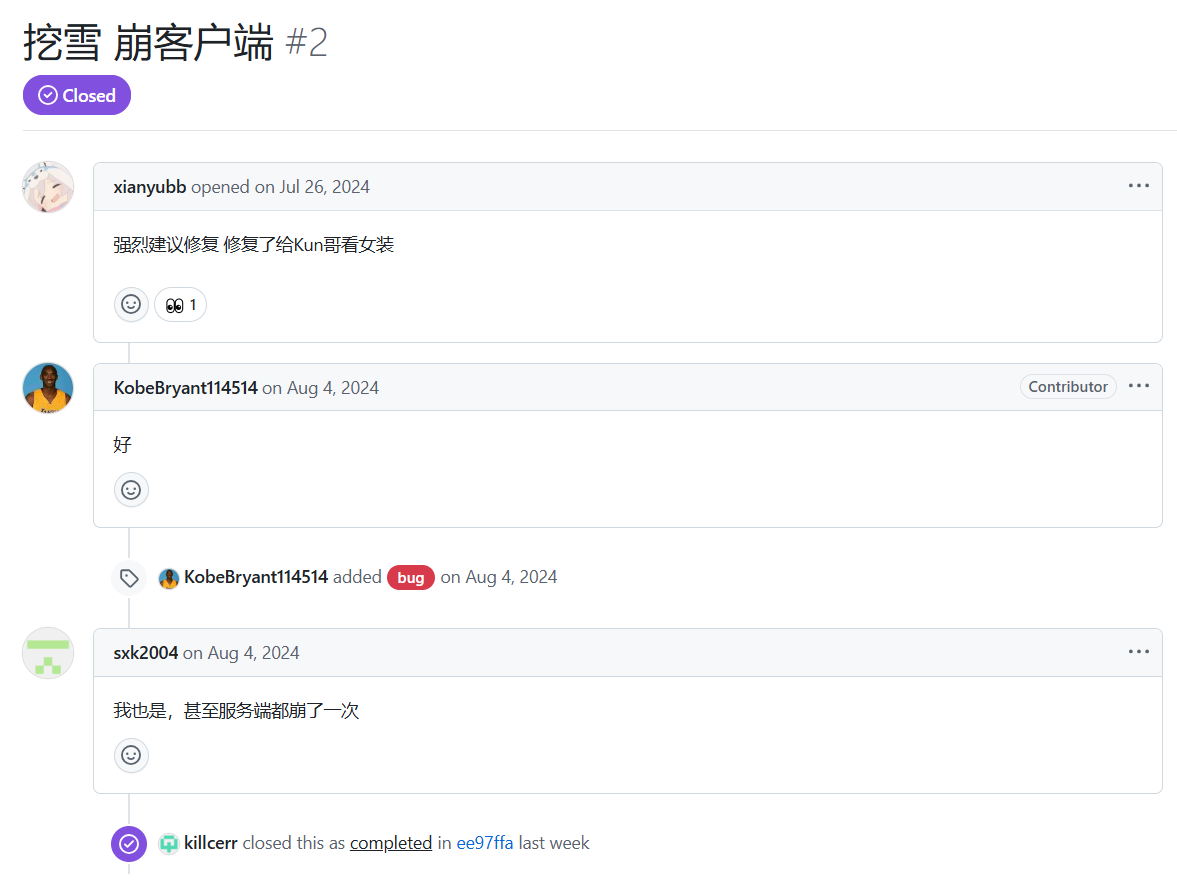 挖雪 崩客户端 #2
Closed
xianyubb opened on Jul 26, 2024
强烈建议修复 修复了给Kun哥看女装
1
KobeBryant114514 on Aug 4, 2024 Contributor
好
KobeBryant114514 added bug on Aug 4, 2024
sxk2004 on Aug 4, 2024
我也是，甚至服务端都崩了一次
killcerr closed this as completed in ee97ffa last week